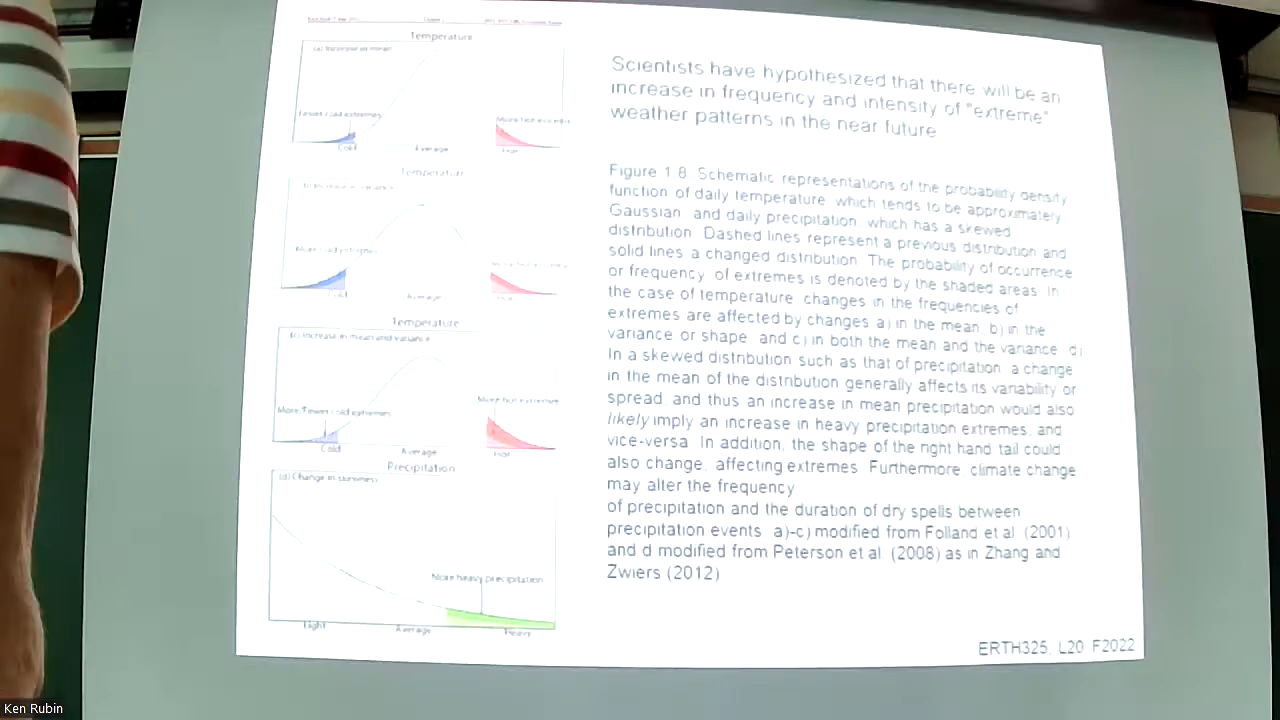 Temperature
(a) Increase in mean
Fewer cold extremes
More hot extremes
Cold
Average
Hot
Temperature
(b) Increase in variance
More cold extremes
Cold
Average
Temperature
(c) Increase in mean and variance
More/Fewer cold extremes
More hot extremes
Cold
Average
Hot
Precipitation
(d) Change in skewness
More heavy precipitation
Light
Average
Heavy
Scientists have hypothesized that there will be an
increase in frequency and intensity of "extreme"
weather patterns in the near future
Figure 1.8 Schematic representations of the probability density
function of daily temperature, which tends to be approximately
Gaussian, and daily precipitation, which has a skewed
distribution. Dashed lines represent a previous distribution and
solid lines a changed distribution. The probability of occurrence,
or frequency, of extremes is denoted by the shaded areas. In
the case of temperature, changes in the frequencies of
extremes are affected by changes a) in the mean, b) in the
variance or shape, and c) in both the mean and the variance. d)
In a skewed distribution such as that of precipitation, a change
in the mean of the distribution generally affects its variability or
spread, and thus an increase in mean precipitation would also
likely imply an increase in heavy precipitation extremes, and
vice-versa. In addition, the shape of the right hand tail could
also change, affecting extremes. Furthermore, climate change
may alter the frequency
of precipitation and the duration of dry spells between
precipitation events. a)-c) modified from Folland et al. (2001)
and d modified from Peterson et al. (2008) as in Zhang and
Zwiers (2012)
ERTH325, L20 F2022
Ken Rubin